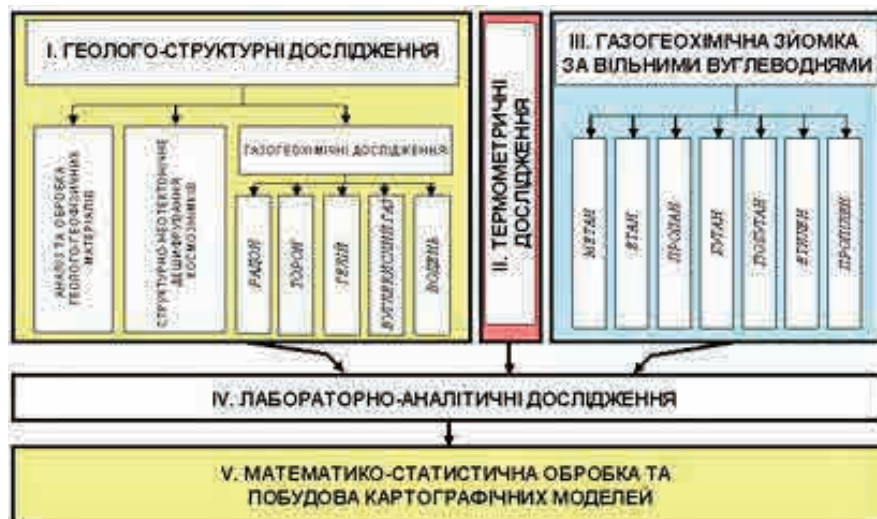 І. ГЕОЛОГО-СТРУКТУРНІ ДОСЛІДЖЕННЯ
АНАЛІЗ ТА ОБРОБКА
ГЕОЛОГО-ГЕОФІЗИЧНИХ
МАТЕРІАЛІВ
СТРУКТУРНО-НЕОТЕКТОНІЧНЕ
ДЕШИФРУВАННЯ
КОСМОЗНІМКІВ
ГАЗОГЕОХІМІЧНІ ДОСЛІДЖЕННЯ
РАДОН
ТОРОН
ГЕЛІЙ
ВУГЛЕКИСЛИЙ ГАЗ
ВОДЕНЬ
ІІ. ТЕРМОМЕТРИЧНІ
ДОСЛІДЖЕННЯ
ІІІ. ГАЗОГЕОХІМІЧНА ЗЙОМКА
ЗА ВІЛЬНИМИ ВУГЛЕВОДНЯМИ
МЕТАН
ЕТАН
ПРОПАН
БУТАН
ІЗОБУТАН
ЕТИЛЕН
ПРОПІЛЕН
IV. ЛАБОРАТОРНО-АНАЛІТИЧНІ ДОСЛІДЖЕННЯ
V. МАТЕМАТИКО-СТАТИСТИЧНА ОБРОБКА ТА
ПОБУДОВА КАРТОГРАФІЧНИХ МОДЕЛЕЙ